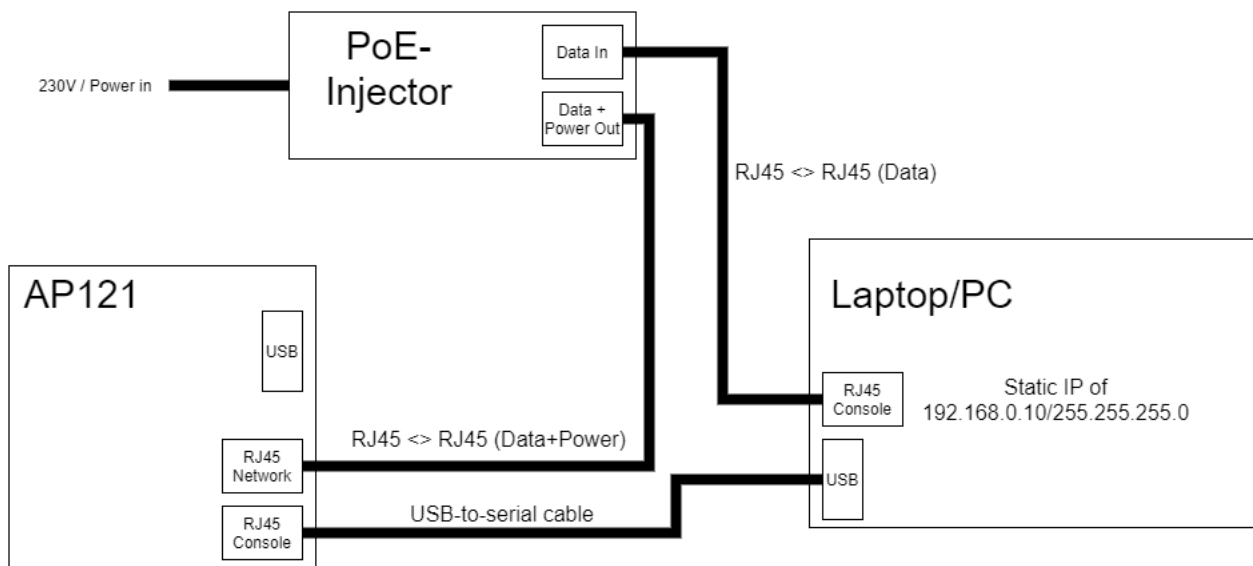 PoE-
Injector
Data In
230V / Power in
Data +
Power Out
RJ45 <> RJ45 (Data)
AP121
USB
RJ45 <> RJ45 (Data+Power)
RJ45
Network
USB-to-serial cable
RJ45
Console
Laptop/PC
RJ45
Console
Static IP of
192.168.0.10/255.255.255.0
USB